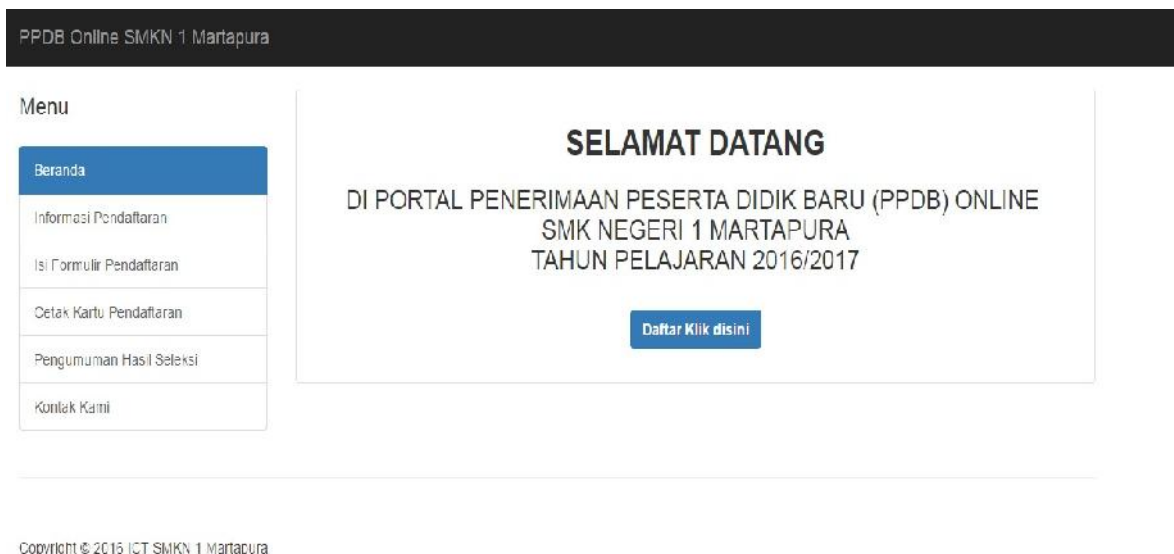 PPDB Online SMKN 1 Martapura
Menu
Beranda
Informasi Pendaftaran
Isi Formulir Pendaftaran
Cetak Kartu Pendaftaran
Pengumuman Hasil Seleksi
Kontak Kami
SELAMAT DATANG
DI PORTAL PENERIMAAN PESERTA DIDIK BARU (PPDB) ONLINE
SMK NEGERI 1 MARTAPURA
TAHUN PELAJARAN 2016/2017
Daftar Klik disini
Copyright © 2016 ICT SMKN 1 Martapura